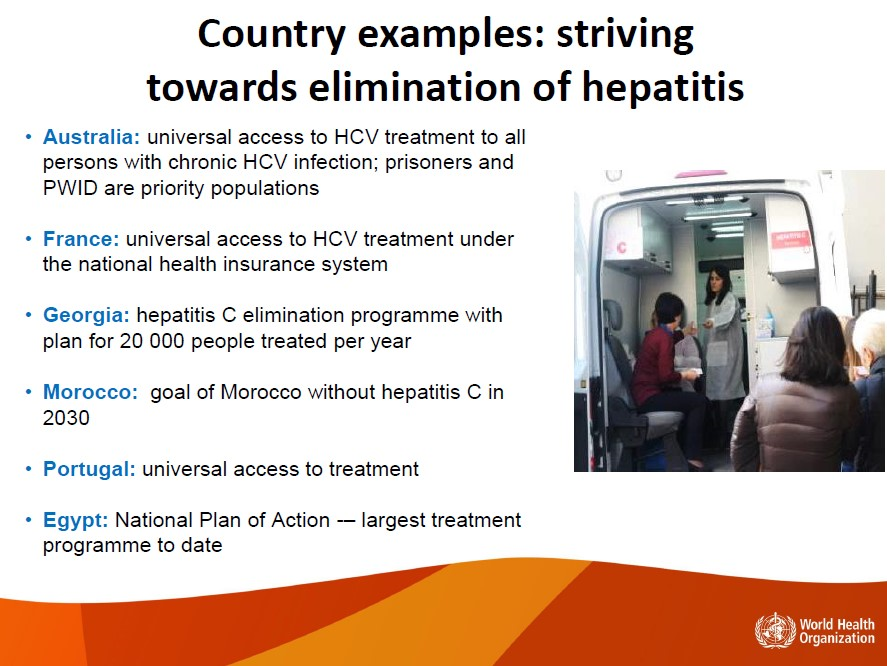 Country examples: striving
towards elimination of hepatitis
• Australia: universal access to HCV treatment to all
persons with chronic HCV infection; prisoners and
PWID are priority populations
• France: universal access to HCV treatment under
the national health insurance system
• Georgia: hepatitis C elimination programme with
plan for 20 000 people treated per year
• Morocco:  goal of Morocco without hepatitis C in
2030
• Portugal: universal access to treatment
• Egypt: National Plan of Action -– largest treatment
programme to date
C
World Health
Organization